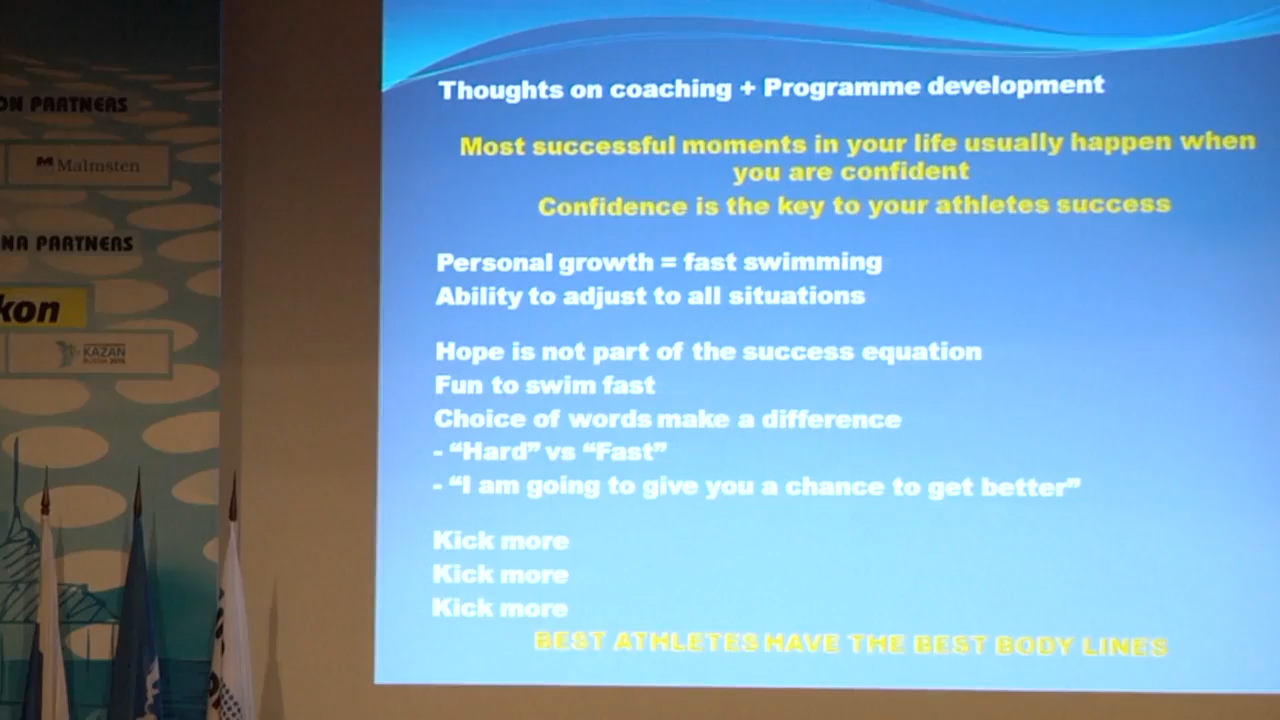 ON PARTNERS
Malmsten
NA PARTNERS
kon
KAZAN
RUSSIA 2015
Thoughts on coaching + Programme development
Most successful moments in your life usually happen when
you are confident
Confidence is the key to your athletes success
Personal growth = fast swimming
Ability to adjust to all situations
Hope is not part of the success equation
Fun to swim fast
Choice of words make a difference
- “Hard” vs “Fast”
- “I am going to give you a chance to get better”
Kick more
Kick more
Kick more
BEST ATHLETES HAVE THE BEST BODY LINES